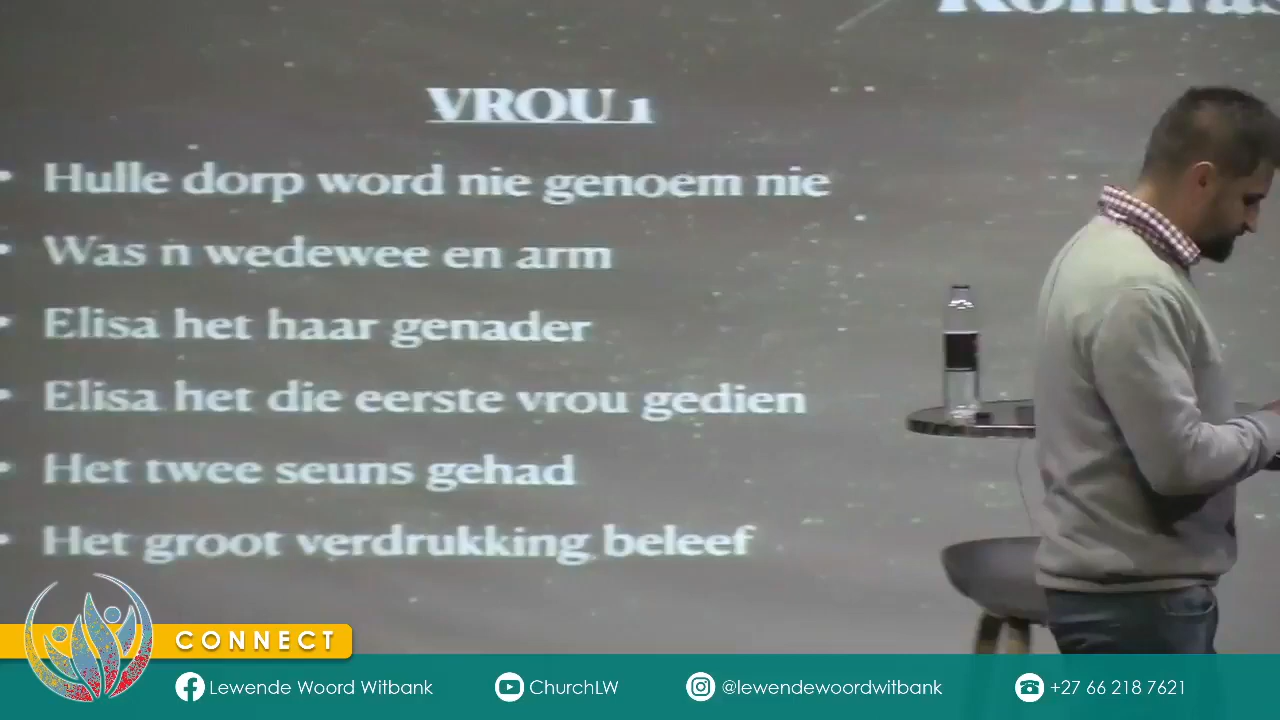 VROU 1
• Hulle dorp word nie genoem nie
• Was n wedewee en arm
• Elisa het haar genader
• Elisa het die eerste vrou gedien
• Het twee seuns gehad
• Het groot verdrukking beleef
CONNECT
Lewende Woord Witbank
ChurchLW
@lewendewoordwitbank
+27 66 218 7621